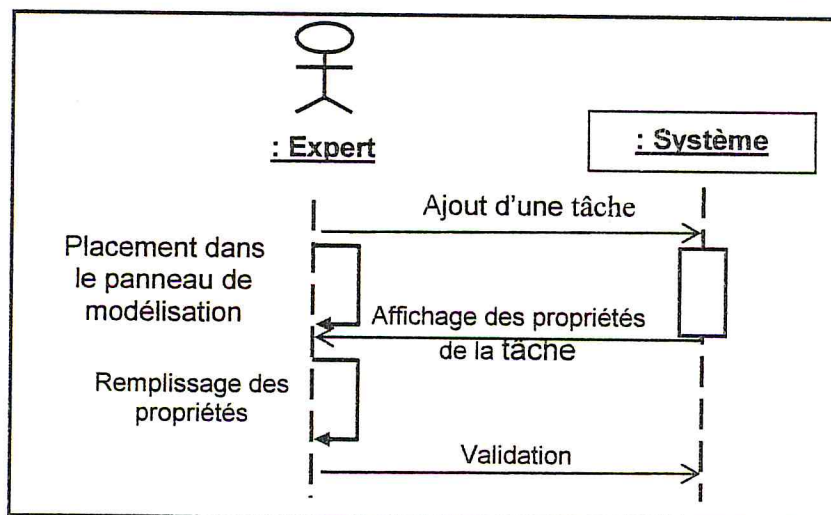 : Expert
: Système
Ajout d'une tâche
Placement dans
le panneau de
modélisation
Affichage des propriétés
de la tâche
Remplissage des
propriétés
Validation